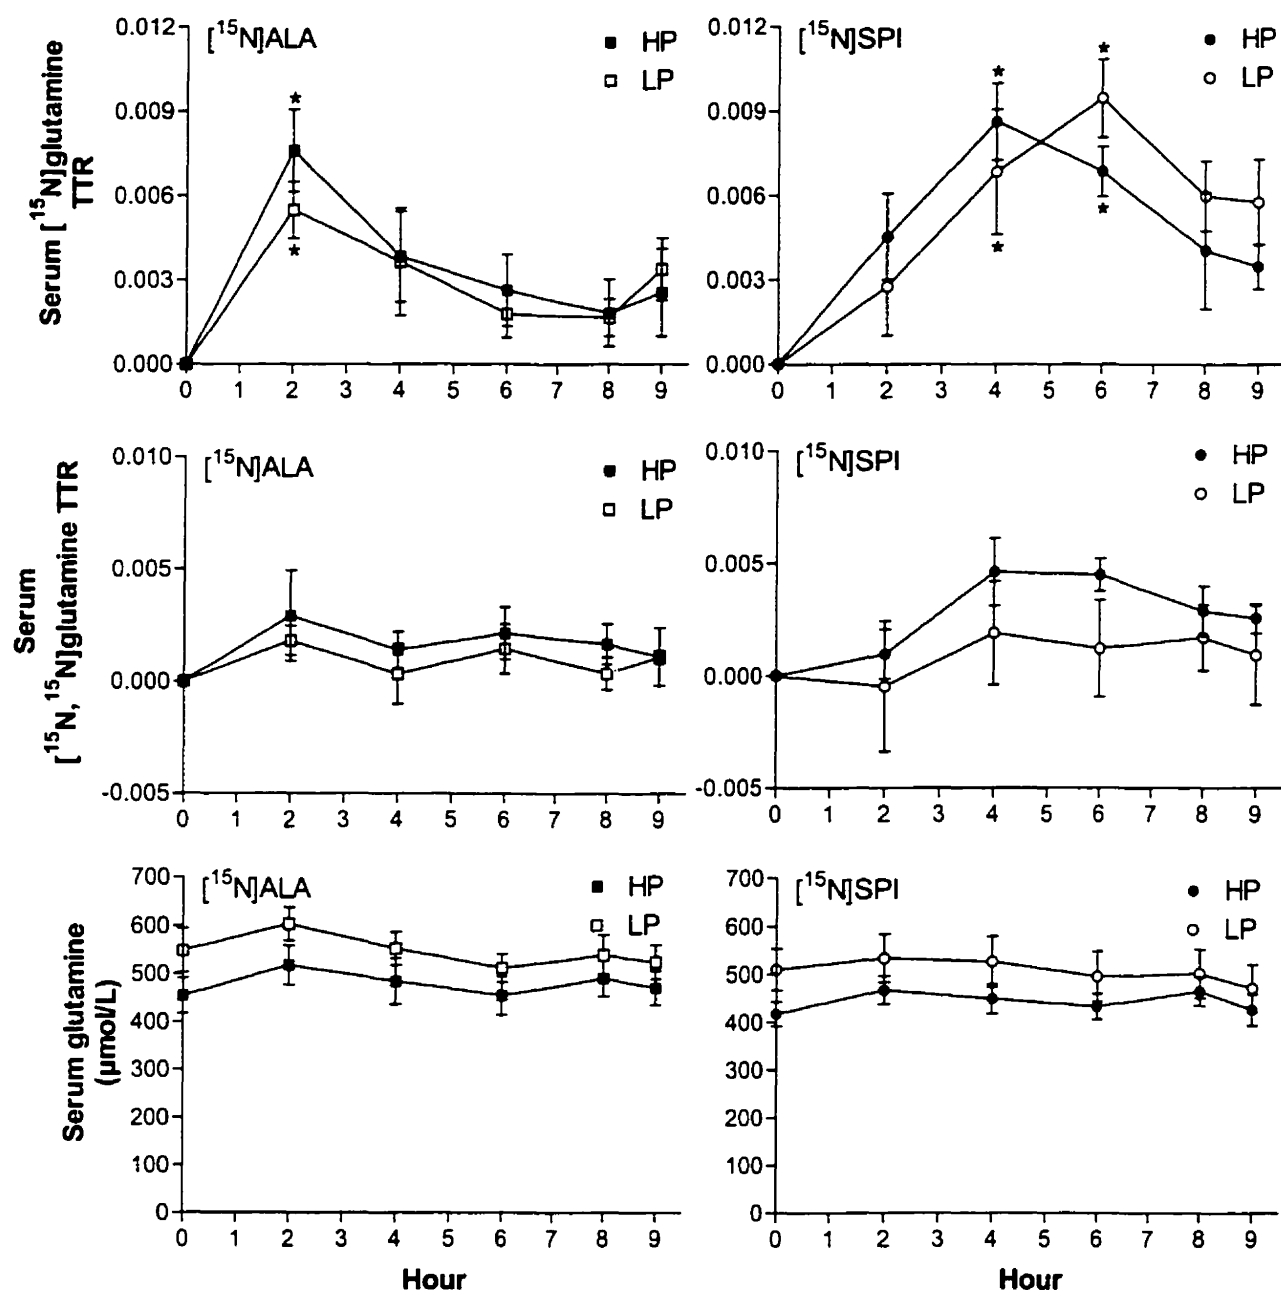 Serum [¹⁵N]glutamine
TTR
[¹⁵N]ALA
HP
LP
0.012
0.009
0.006
0.003
0.000
* 
*
0 1 2 3 4 5 6 7 8 9
[¹⁵N]SPI
HP
LP
0.012
0.009
0.006
0.003
0.000
* *
* *
0 1 2 3 4 5 6 7 8 9
Serum
[¹⁵N,¹⁵N]glutamine TTR
[¹⁵N]ALA
HP
LP
0.010
0.005
0.000
-0.005
0 1 2 3 4 5 6 7 8 9
[¹⁵N]SPI
HP
LP
0.010
0.005
0.000
-0.005
0 1 2 3 4 5 6 7 8 9
Serum glutamine
(µmol/L)
[¹⁵N]ALA
HP
LP
700
600
500
400
300
200
100
0
0 1 2 3 4 5 6 7 8 9
Hour
[¹⁵N]SPI
HP
LP
700
600
500
400
300
200
100
0
0 1 2 3 4 5 6 7 8 9
Hour